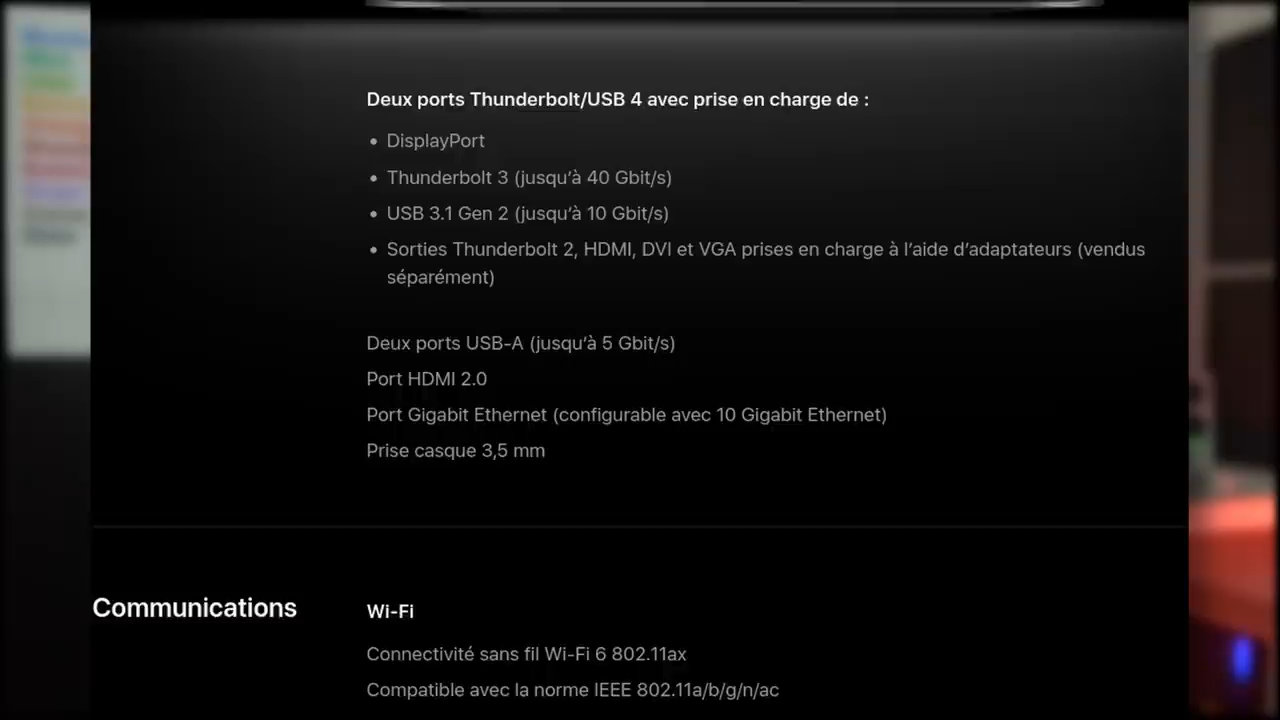 Deux ports Thunderbolt/USB 4 avec prise en charge de :
• DisplayPort
• Thunderbolt 3 (jusqu’à 40 Gbit/s)
• USB 3.1 Gen 2 (jusqu’à 10 Gbit/s)
• Sorties Thunderbolt 2, HDMI, DVI et VGA prises en charge à l’aide d’adaptateurs (vendus
séparément)
Deux ports USB-A (jusqu’à 5 Gbit/s)
Port HDMI 2.0
Port Gigabit Ethernet (configurable avec 10 Gigabit Ethernet)
Prise casque 3,5 mm
Communications
Wi-Fi
Connectivité sans fil Wi-Fi 6 802.11ax
Compatible avec la norme IEEE 802.11a/b/g/n/ac